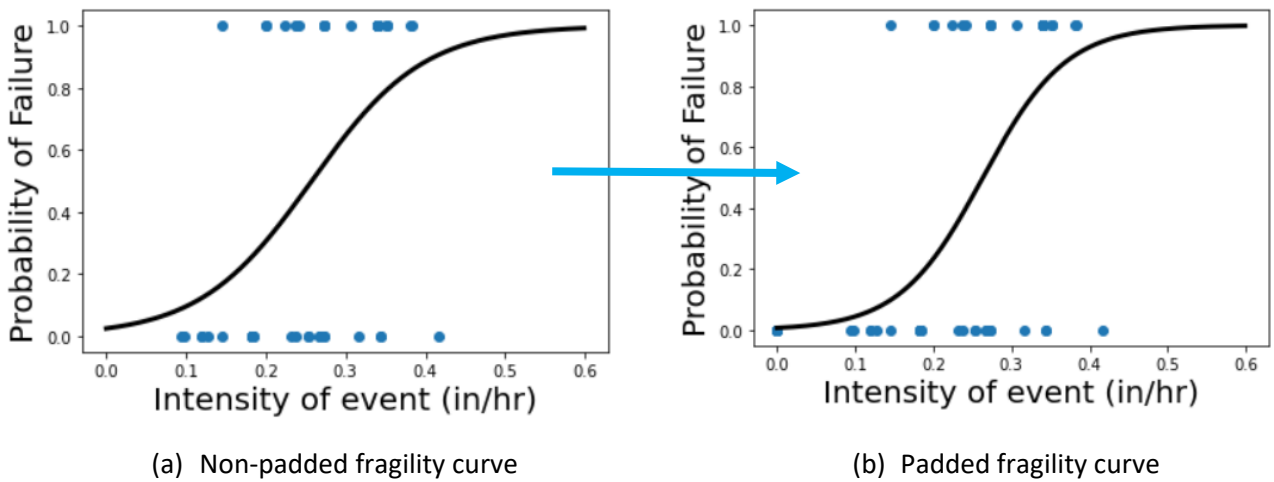 Probability of Failure
1.0
0.8
0.6
0.4
0.2
0.0
0.0 0.1 0.2 0.3 0.4 0.5 0.6
Intensity of event (in/hr)
(a) Non-padded fragility curve
Probability of Failure
1.0
0.8
0.6
0.4
0.2
0.0
0.0 0.1 0.2 0.3 0.4 0.5 0.6
Intensity of event (in/hr)
(b) Padded fragility curve